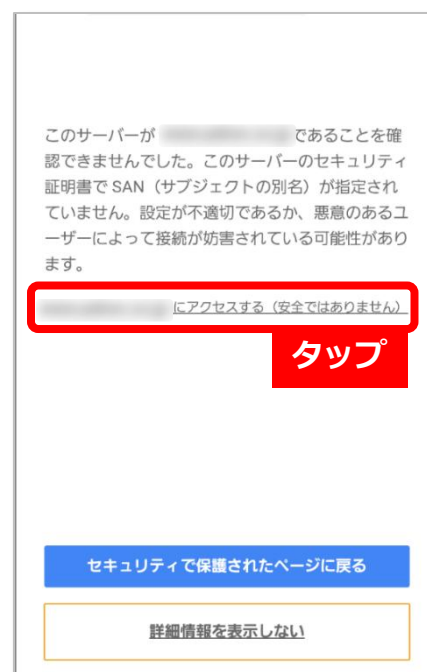 このサーバーが であることを確
認できませんでした。このサーバーのセキュリティ
証明書で SAN（サブジェクトの別名）が指定され
ていません。設定が不適切であるか、悪意のあるユ
ーザーによって接続が妨害されている可能性があり
ます。
にアクセスする（安全ではありません）
タップ
セキュリティで保護されたページに戻る
詳細情報を表示しない